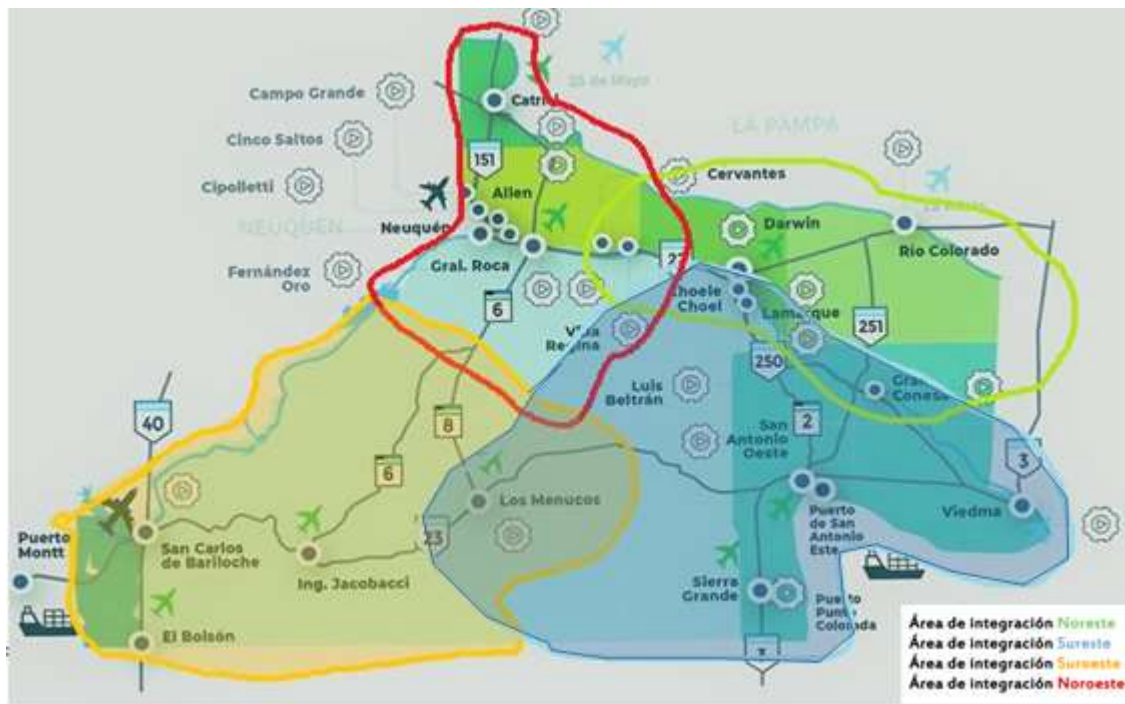 25 de Mayo
Campo Grande
Catriel
LA PAMPA
Cinco Saltos
151
Cervantes
Cipolletti
Allen
NEUQUÉN
Neuquén
Darwin
Río Colorado
Fernández
Oro
Gral. Roca
22
6
Choele
Choel
Lamarque
251
Villa
Regina
250
Luis
Beltrán
Gral.
Conesa
40
8
San
Antonio
Oeste
2
3
6
Los Menucos
Viedma
23
Puerto
Montt
San Carlos
de Bariloche
Puerto
de San
Antonio
Este
Ing. Jacobacci
Sierra
Grande
Puerto
Punta
Colorada
El Bolsón
3
Área de integración Noreste
Área de integración Sureste
Área de integración Suroeste
Área de integración Noroeste